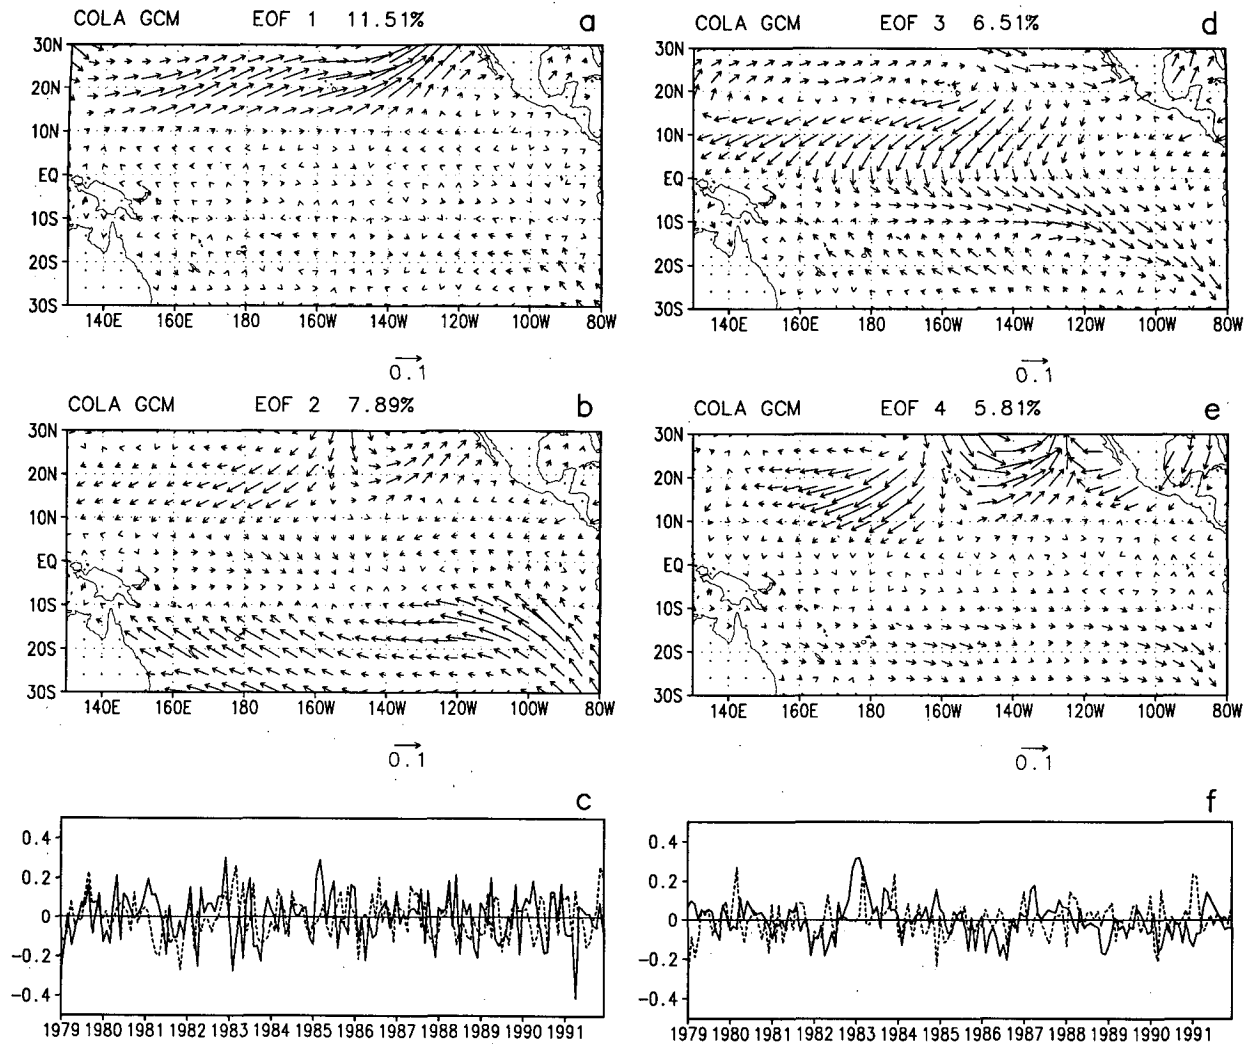 COLA GCM EOF 1 11.51% a
30N
20N
10N
EQ
10S
20S
30S
140E 160E 180 160W 140W 120W 100W 80W
0.1
COLA GCM EOF 2 7.89% b
30N
20N
10N
EQ
10S
20S
30S
140E 160E 180 160W 140W 120W 100W 80W
0.1
c
0.4
0.2
0
-0.2
-0.4
1979 1980 1981 1982 1983 1984 1985 1986 1987 1988 1989 1990 1991
COLA GCM EOF 3 6.51% d
30N
20N
10N
EQ
10S
20S
30S
140E 160E 180 160W 140W 120W 100W 80W
0.1
COLA GCM EOF 4 5.81% e
30N
20N
10N
EQ
10S
20S
30S
140E 160E 180 160W 140W 120W 100W 80W
0.1
f
0.4
0.2
0
-0.2
-0.4
1979 1980 1981 1982 1983 1984 1985 1986 1987 1988 1989 1990 1991